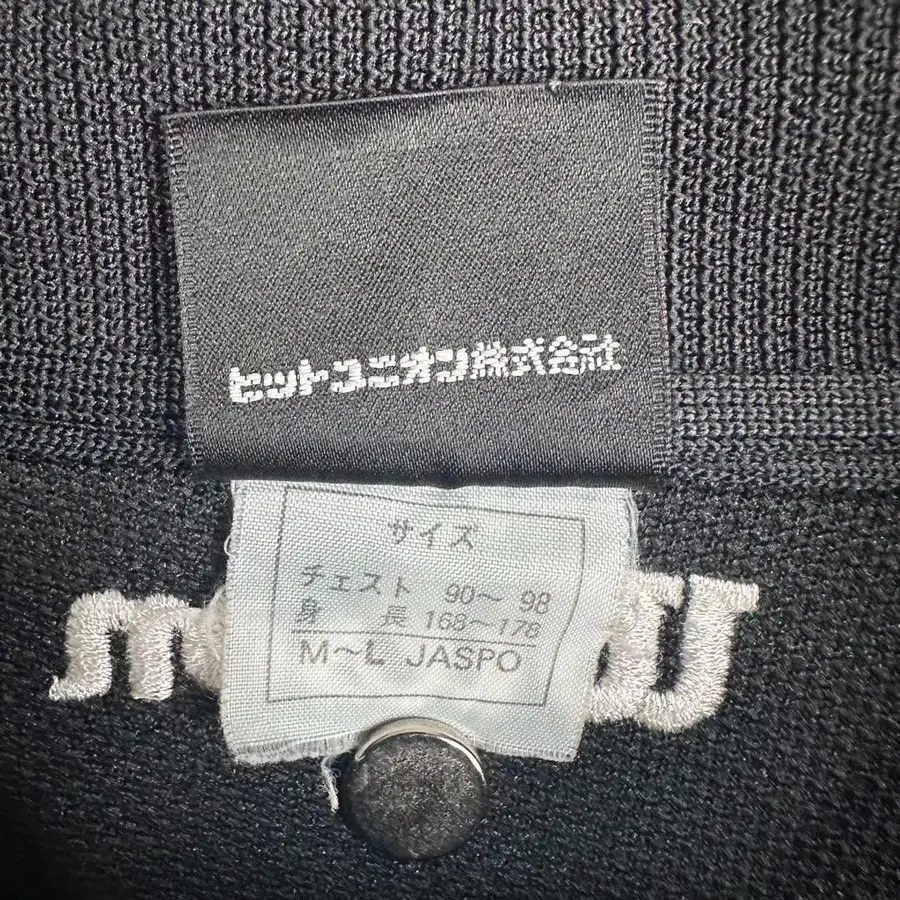 ヒットユニオン株式会社
サイズ
チェスト 90～98
身長 168～176
M～L JASPO